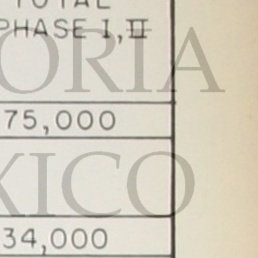 TOTAL
PHASE I, II
ORIA
75,000
XICO
34,000